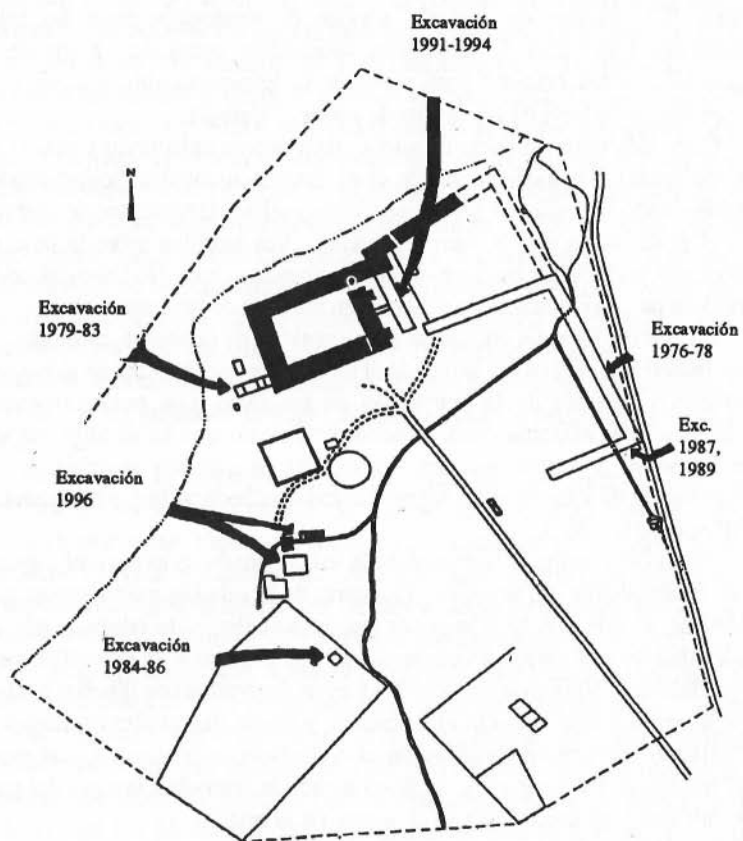 Excavación
1991-1994
N
Excavación
1979-83
Excavación
1976-78
Exc.
1987,
1989
Excavación
1996
Excavación
1984-86